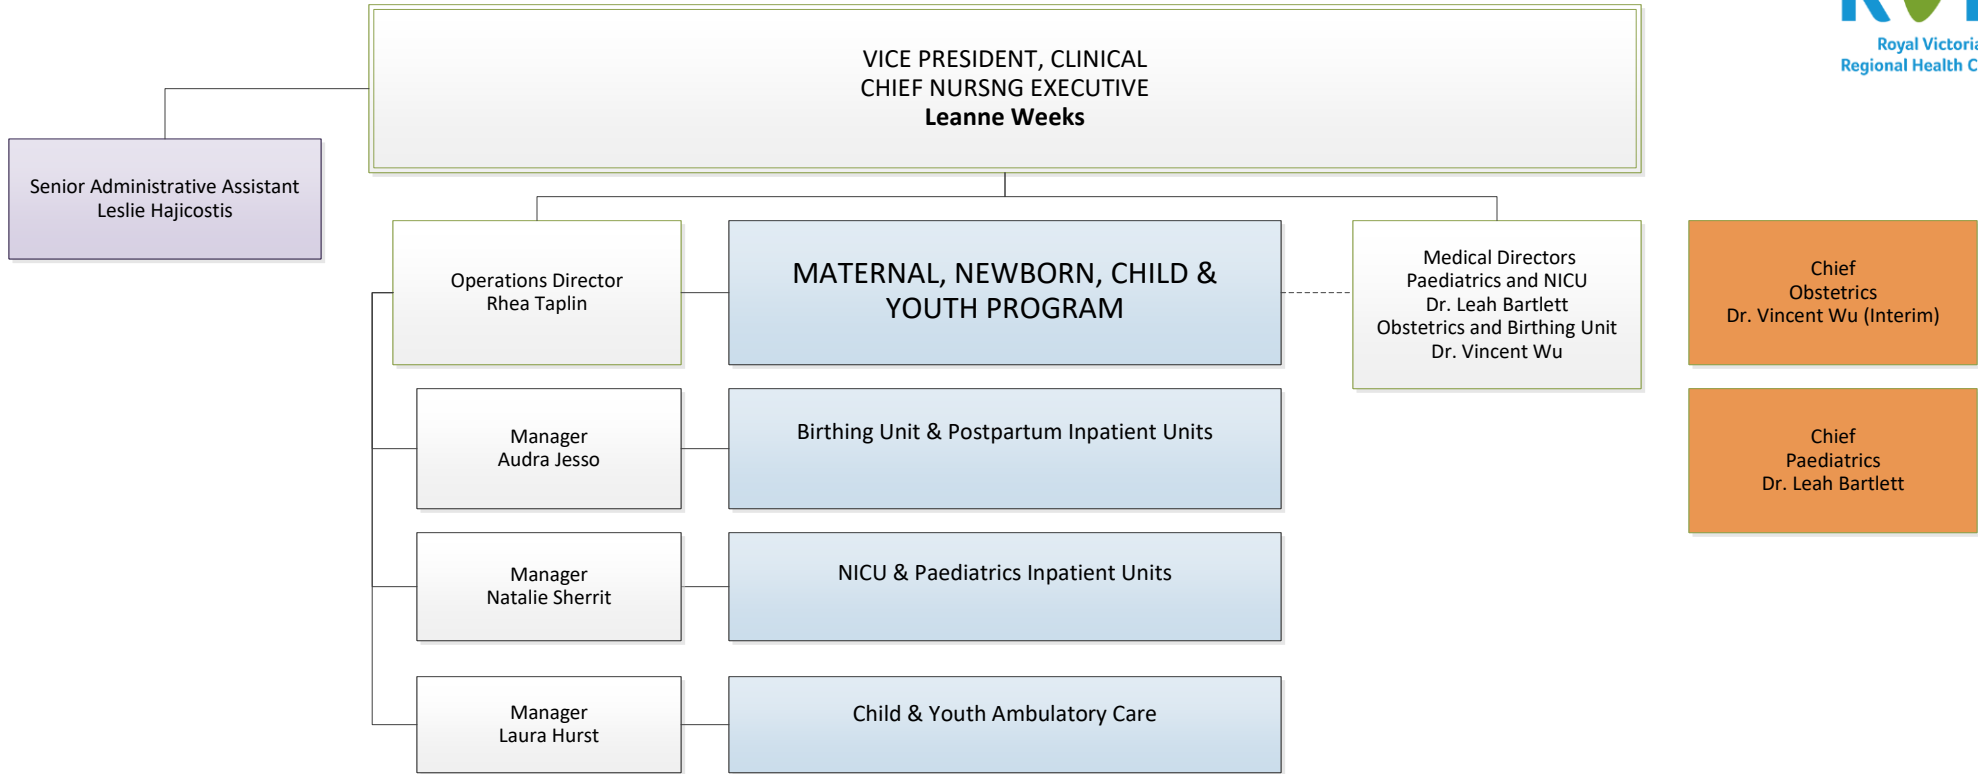 VICE PRESIDENT, CLINICAL
CHIEF NURSNG EXECUTIVE
Leanne Weeks
Royal Victoria
Regional Health
Senior Administrative Assistant
Leslie Hajicostis
Operations Director
Rhea Taplin
MATERNAL, NEWBORN, CHILD &
YOUTH PROGRAM
Medical Directors
Paediatrics and NICU
Dr. Leah Bartlett
Obstetrics and Birthing Unit
Dr. Vincent Wu
Chief
Obstetrics
Dr. Vincent Wu (Interim)
Manager
Audra Jesso
Birthing Unit & Postpartum Inpatient Units
Chief
Paediatrics
Dr. Leah Bartlett
Manager
Natalie Sherrit
NICU & Paediatrics Inpatient Units
Manager
Laura Hurst
Child & Youth Ambulatory Care